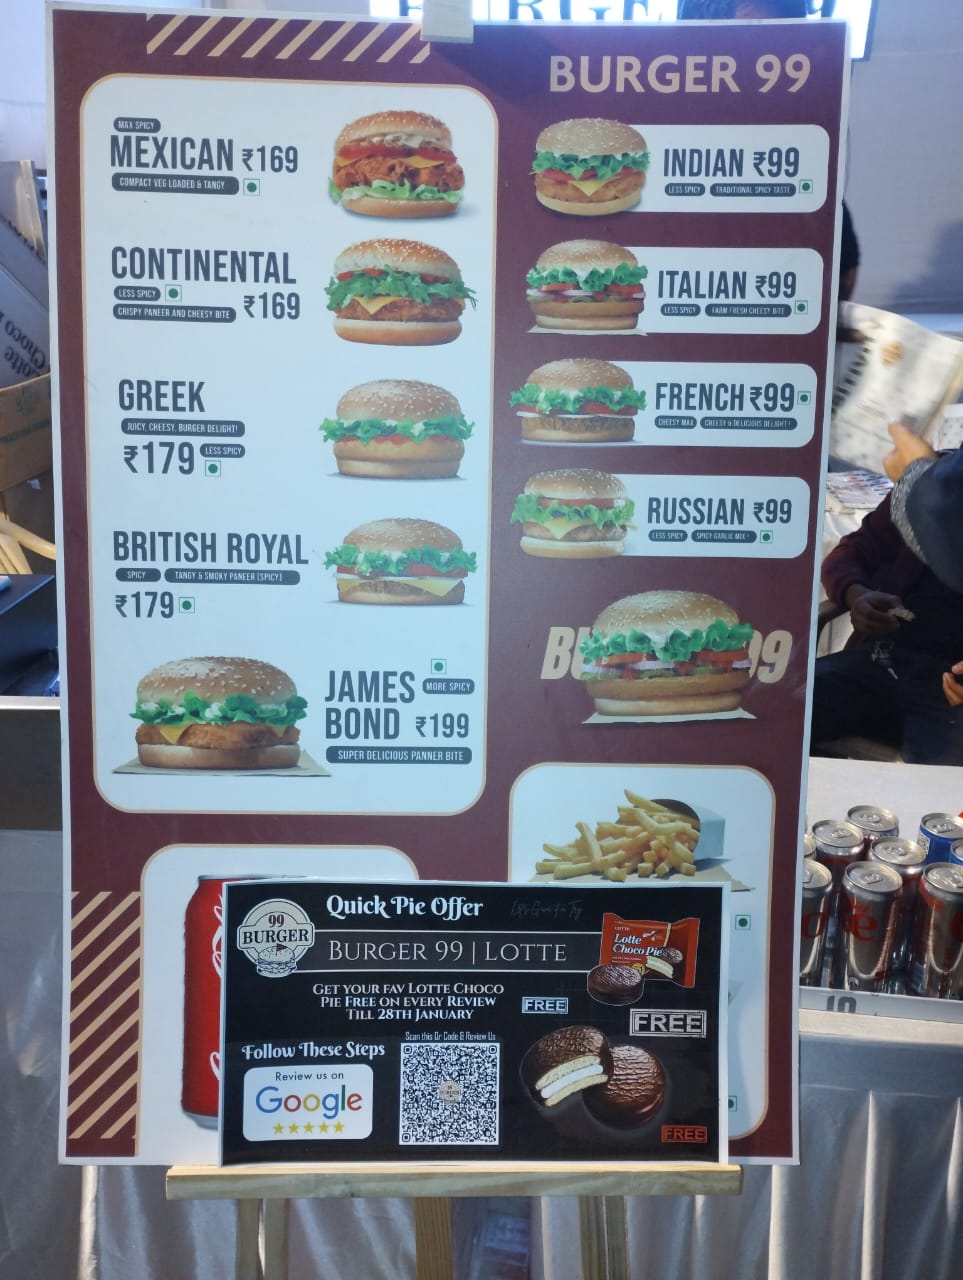 BURGER 99
MAX SPICY
MEXICAN ₹169
COMPACT VEG LOADED & TANGY
CONTINENTAL
LESS SPICY
₹169
CRISPY PANEER AND CHEESY BITE
GREEK
JUICY, CHEESY, BURGER DELIGHT!
₹179
LESS SPICY
BRITISH ROYAL
SPICY
TANGY & SMOKY PANEER (SPICY)
₹179
JAMES
MORE SPICY
BOND ₹199
SUPER DELICIOUS PANNER BITE
INDIAN ₹99
LESS SPICY
TRADITIONAL SPICY TASTE
ITALIAN ₹99
LESS SPICY
FARM FRESH CHEESY BITE
FRENCH ₹99
CHEESY MAX
CHEESY & DELICIOUS DELIGHT!
RUSSIAN ₹99
LESS SPICY
SPICY GARLIC MIX!
99
Quick Pie Offer
Let's Give it a Try
99
BURGER
BURGER 99 | LOTTE
LOTTE
Lotte
Choco Pie
GET YOUR FAV LOTTE CHOCO
PIE FREE ON EVERY REVIEW
TILL 28TH JANUARY
FREE
FREE
Scan this Qr Code & Review Us
Follow These Steps
Review us on
Google
FREE
Lotte
Choco